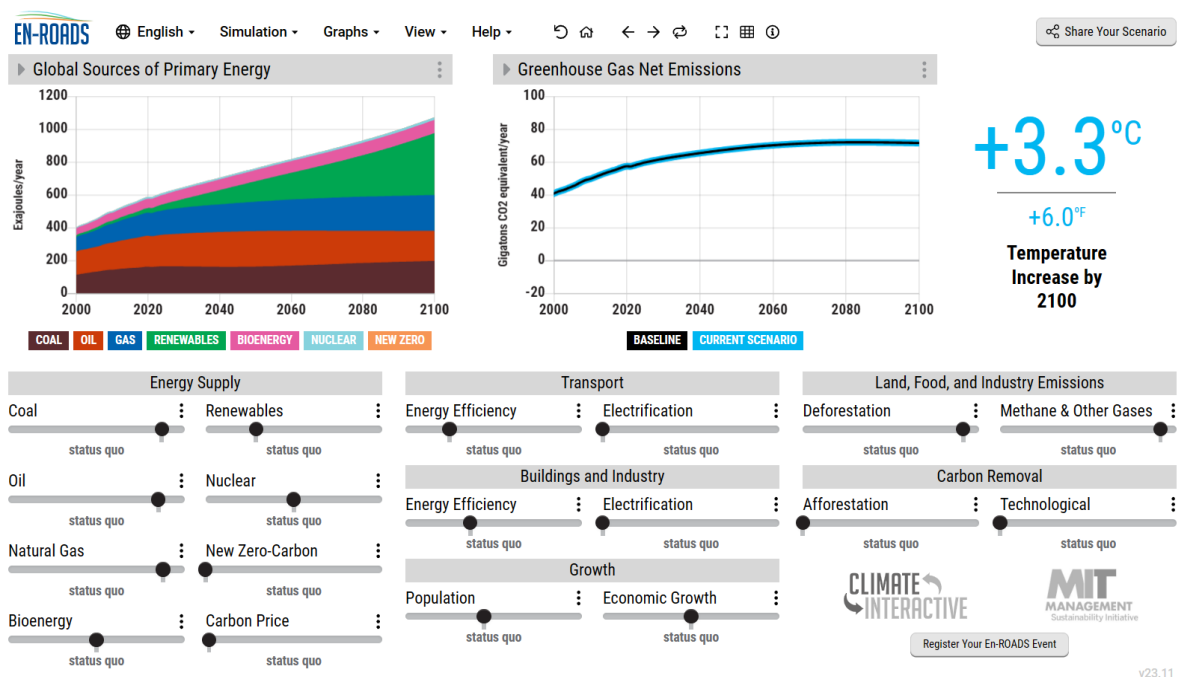 EN-ROADS
English
Simulation
Graphs
View
Help
Share Your Scenario
Global Sources of Primary Energy
Exajoules/year
1200
1000
800
600
400
200
0
2000 2020 2040 2060 2080 2100
COAL OIL GAS RENEWABLES BIOENERGY NUCLEAR NEW ZERO
Greenhouse Gas Net Emissions
Gigatons CO2 equivalent/year
100
80
60
40
20
0
-20
2000 2020 2040 2060 2080 2100
BASELINE CURRENT SCENARIO
+3.3°C
+6.0°F
Temperature
Increase by
2100
Energy Supply
Coal
status quo
Renewables
status quo
Oil
status quo
Nuclear
status quo
Natural Gas
status quo
New Zero-Carbon
status quo
Bioenergy
status quo
Carbon Price
status quo
Transport
Energy Efficiency
status quo
Electrification
status quo
Buildings and Industry
Energy Efficiency
status quo
Electrification
status quo
Growth
Population
status quo
Economic Growth
status quo
Land, Food, and Industry Emissions
Deforestation
status quo
Methane & Other Gases
status quo
Carbon Removal
Afforestation
status quo
Technological
status quo
CLIMATE
INTERACTIVE
MIT
MANAGEMENT
Sustainability Initiative
Register Your En-ROADS Event
v23.11